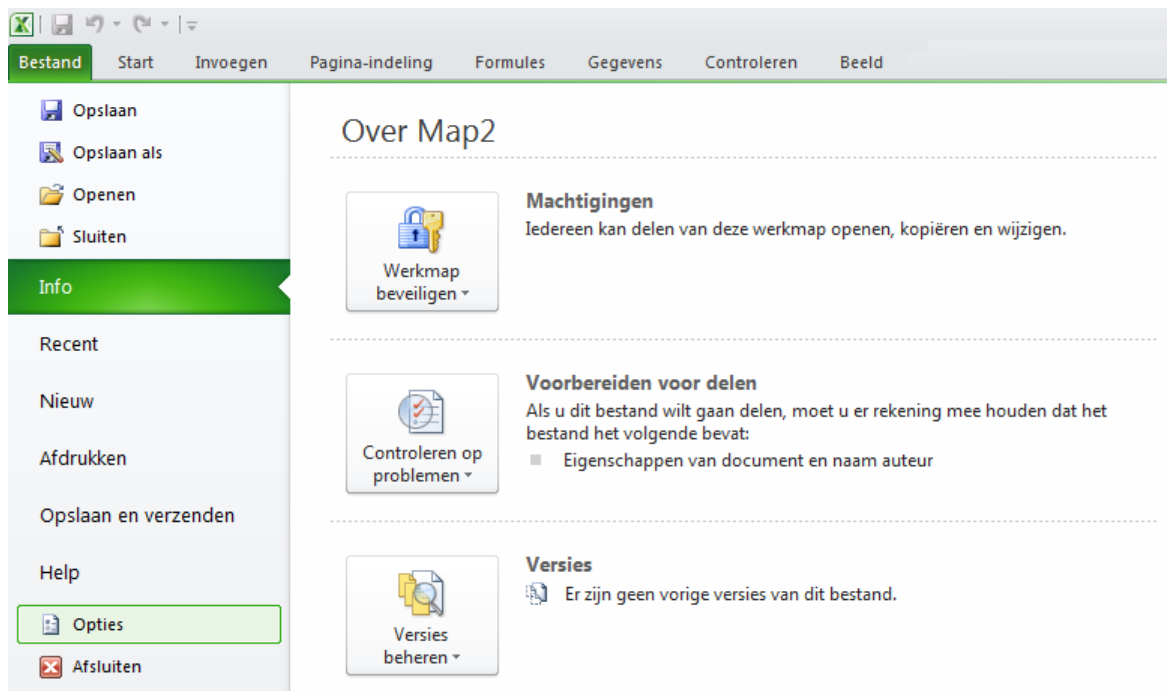 Bestand Start Invoegen Pagina-indeling Formules Gegevens Controleren Beeld
Opslaan
Opslaan als
Openen
Sluiten
Info
Recent
Nieuw
Afdrukken
Opslaan en verzenden
Help
Opties
Afsluiten
Over Map2
Werkmap
beveiligen
Machtigingen
Iedereen kan delen van deze werkmap openen, kopiëren en wijzigen.
Controleren op
problemen
Voorbereiden voor delen
Als u dit bestand wilt gaan delen, moet u er rekening mee houden dat het
bestand het volgende bevat:
Eigenschappen van document en naam auteur
Versies
beheren
Versies
Er zijn geen vorige versies van dit bestand.